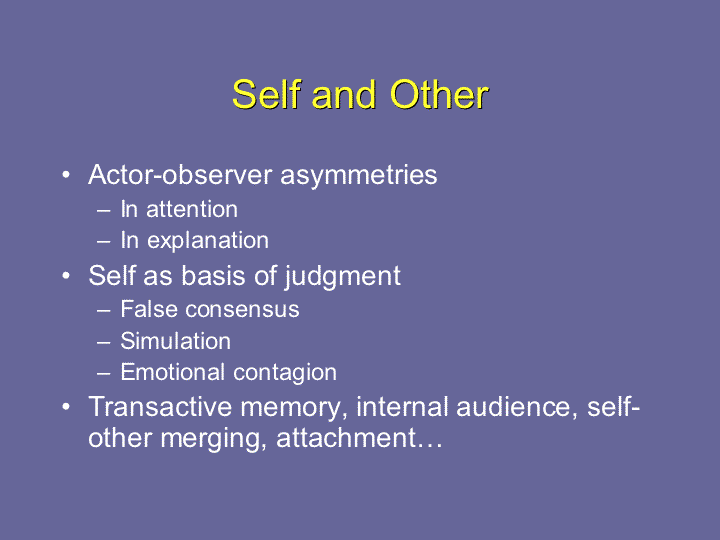 Self and Other
• Actor-observer asymmetries
– In attention
– In explanation
• Self as basis of judgment
– False consensus
– Simulation
– Emotional contagion
• Transactive memory, internal audience, self-
other merging, attachment…